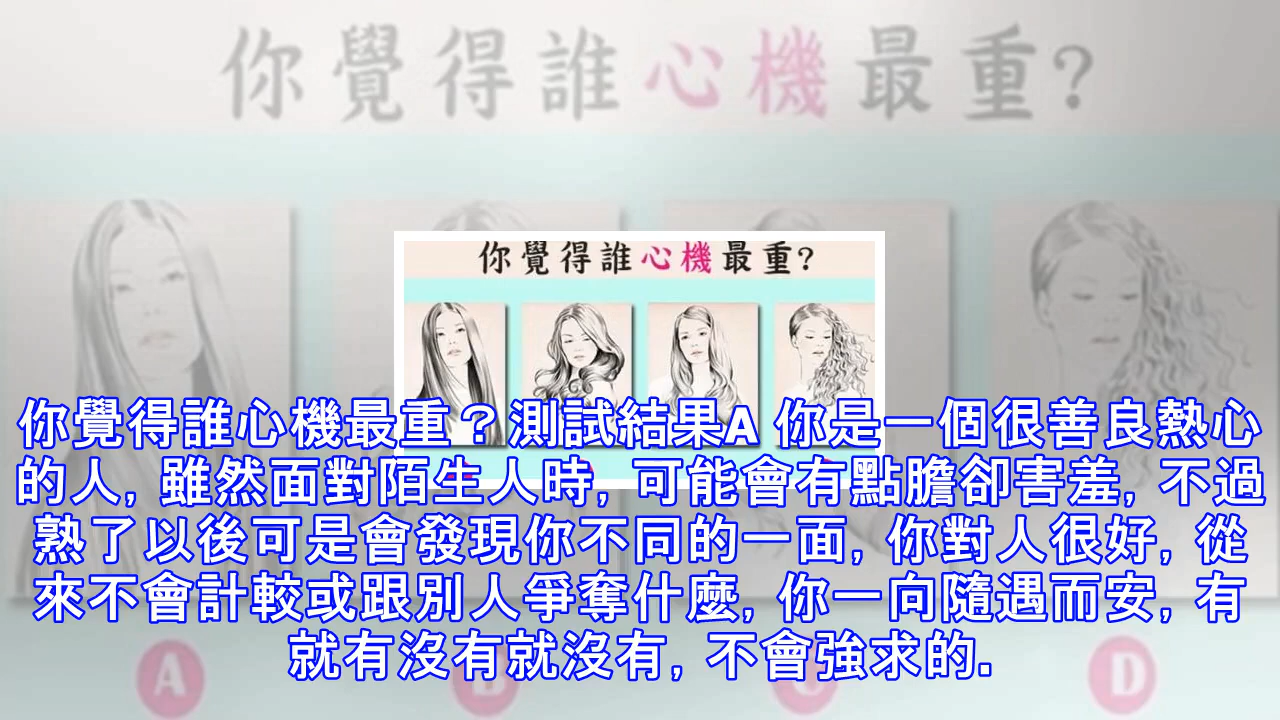 你覺得誰心機最重?
你覺得誰心機最重?
你覺得誰心機最重？測試結果A 你是一個很善良熱心
的人, 雖然面對陌生人時, 可能會有點膽卻害羞, 不過
熟了以後可是會發現你不同的一面, 你對人很好, 從
來不會計較或跟別人爭奪什麼, 你一向隨遇而安, 有
就有沒有就沒有, 不會強求的.
A B C D